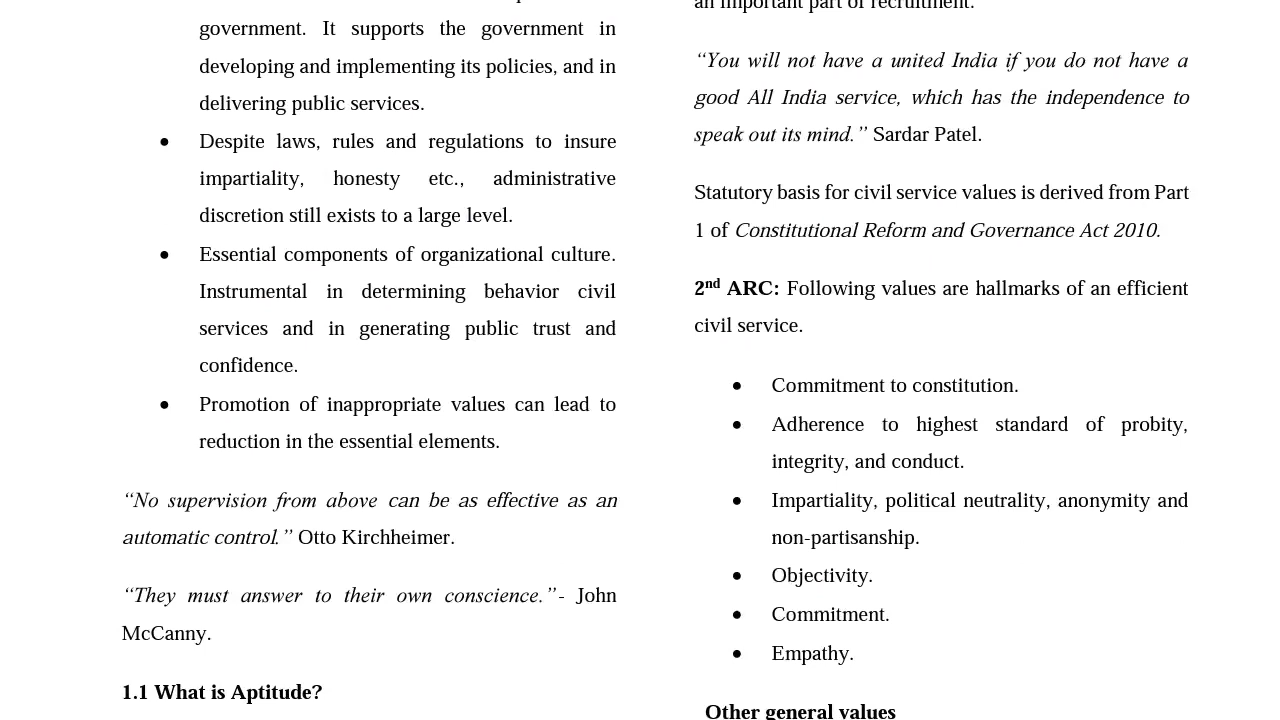 government. It supports the government in
developing and implementing its policies, and in
delivering public services.
● Despite laws, rules and regulations to insure
impartiality, honesty etc., administrative
discretion still exists to a large level.
● Essential components of organizational culture.
Instrumental in determining behavior civil
services and in generating public trust and
confidence.
● Promotion of inappropriate values can lead to
reduction in the essential elements.
“No supervision from above can be as effective as an
automatic control.” Otto Kirchheimer.
“They must answer to their own conscience.”- John
McCanny.
1.1 What is Aptitude?
an important part of recruitment.
“You will not have a united India if you do not have a
good All India service, which has the independence to
speak out its mind.” Sardar Patel.
Statutory basis for civil service values is derived from Part
1 of Constitutional Reform and Governance Act 2010.
2nd ARC: Following values are hallmarks of an efficient
civil service.
● Commitment to constitution.
● Adherence to highest standard of probity,
integrity, and conduct.
● Impartiality, political neutrality, anonymity and
non-partisanship.
● Objectivity.
● Commitment.
● Empathy.
Other general values